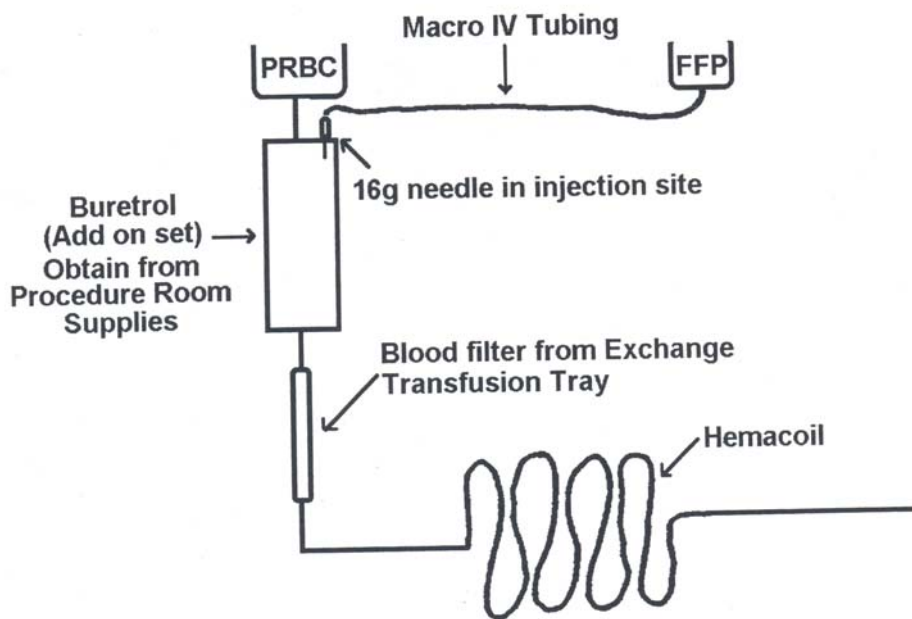 Macro IV Tubing
PRBC
FFP
16g needle in injection site
Buretrol
(Add on set)
Obtain from
Procedure Room
Supplies
Blood filter from Exchange
Transfusion Tray
Hemacoil